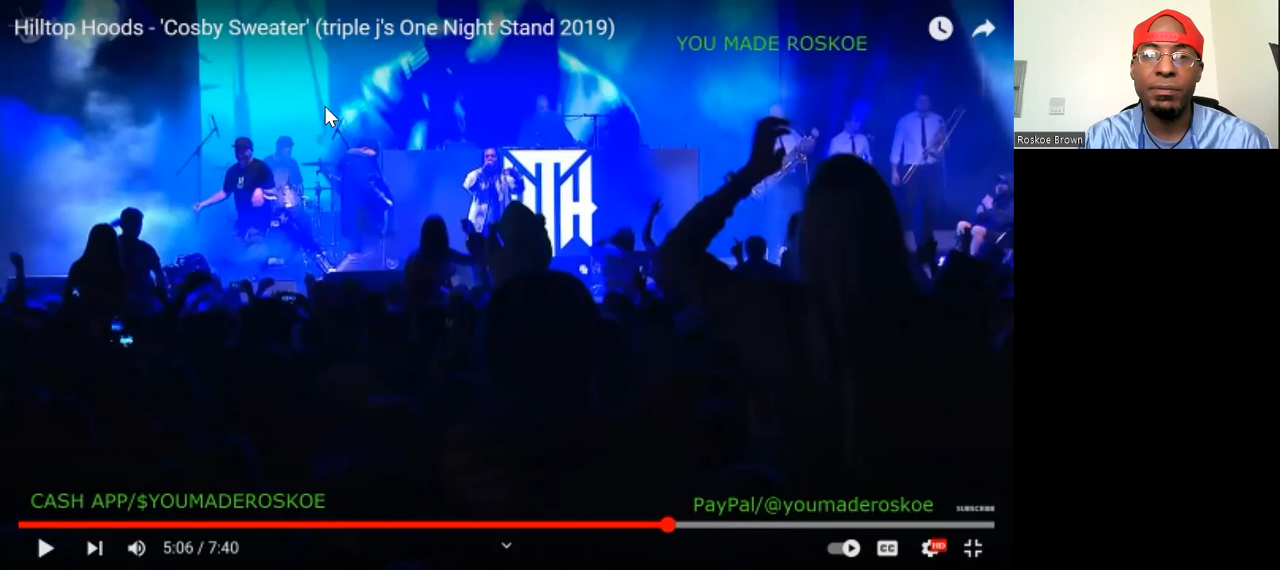 Hilltop Hoods - 'Cosby Sweater' (triple j's One Night Stand 2019)
YOU MADE ROSKOE
Roskoe Brown
CASH APP/$YOUMADEROSKOE
PayPal/@youmaderoskoe
SUBSCRIBE
5:06 / 7:40
CC
HD